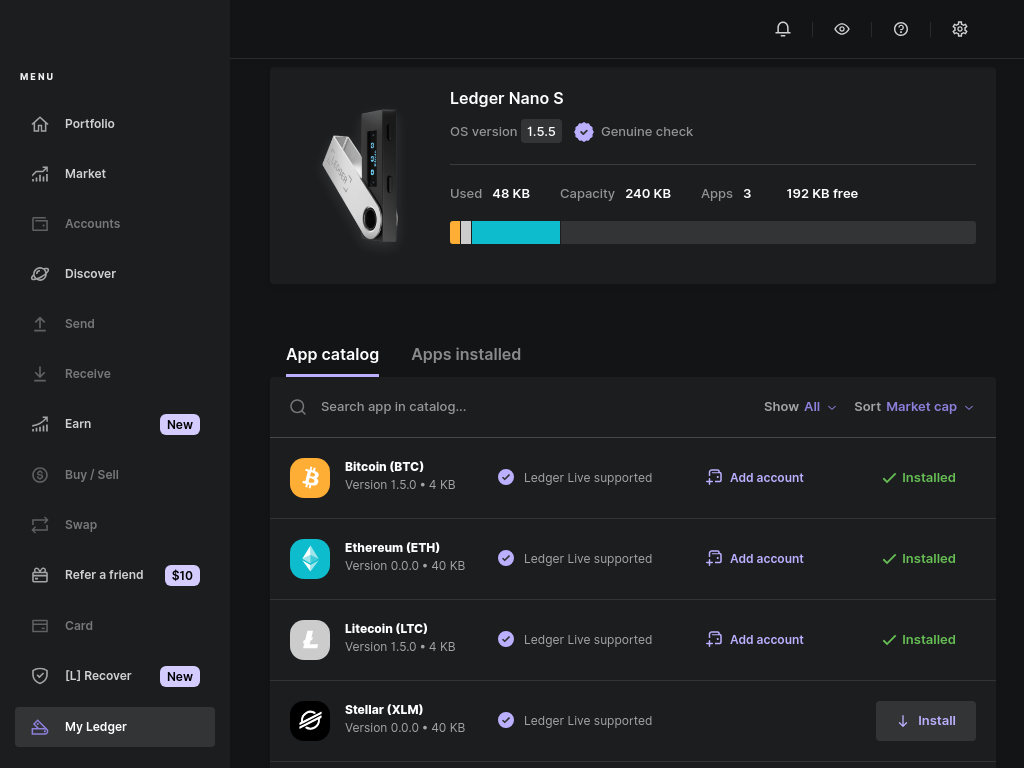 MENU
Portfolio
Market
Accounts
Discover
Send
Receive
Earn New
Buy / Sell
Swap
Refer a friend $10
Card
[L] Recover New
My Ledger
Ledger Nano S
OS version 1.5.5 Genuine check
Used 48 KB Capacity 240 KB Apps 3 192 KB free
LEDGER
App catalog Apps installed
Search app in catalog... Show All Sort Market cap
Bitcoin (BTC)
Version 1.5.0 • 4 KB
Ledger Live supported Add account Installed
Ethereum (ETH)
Version 0.0.0 • 40 KB
Ledger Live supported Add account Installed
Litecoin (LTC)
Version 1.5.0 • 4 KB
Ledger Live supported Add account Installed
Stellar (XLM)
Version 0.0.0 • 40 KB
Ledger Live supported Install